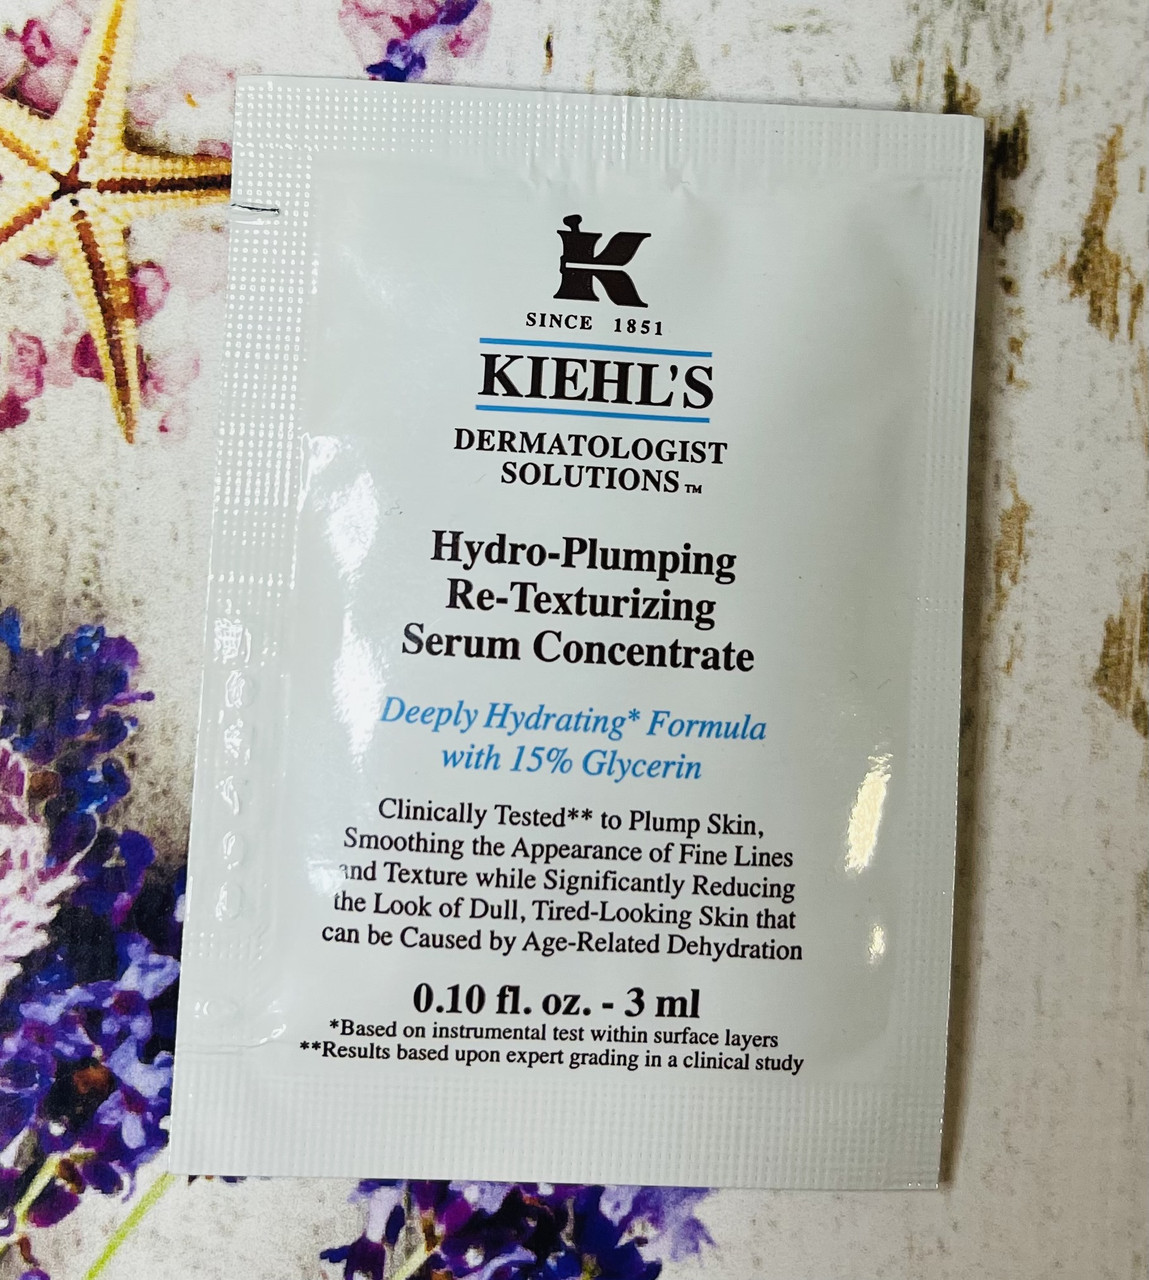 SINCE 1851
KIEHL'S
DERMATOLOGIST
SOLUTIONS™
Hydro-Plumping
Re-Texturizing
Serum Concentrate
Deeply Hydrating* Formula
with 15% Glycerin
Clinically Tested** to Plump Skin,
Smoothing the Appearance of Fine Lines
and Texture while Significantly Reducing
the Look of Dull, Tired-Looking Skin that
can be Caused by Age-Related Dehydration
0.10 fl. oz. - 3 ml
*Based on instrumental test within surface layers
**Results based upon expert grading in a clinical study